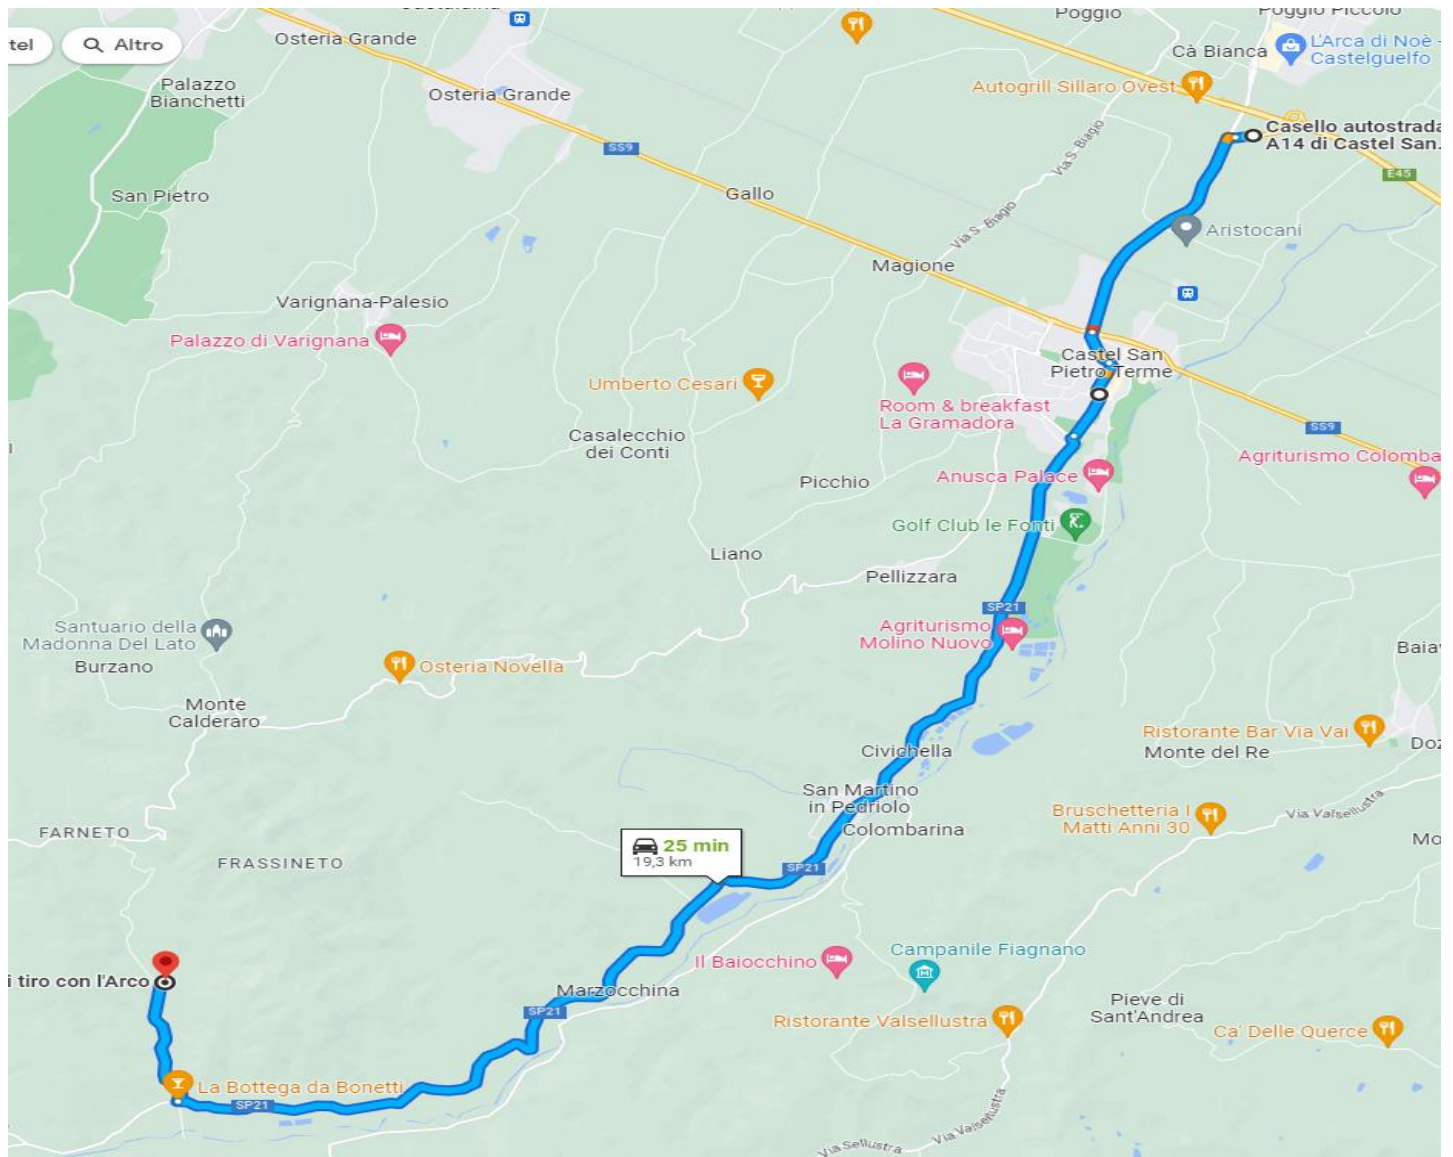 Poggio
Poggio Piccolo
tel
Altro
Osteria Grande
Cà Bianca
L'Arca di Noè -
Castelguelfo
Palazzo
Bianchetti
Osteria Grande
Autogrill Sillaro Ovest
Casello autostrada
A14 di Castel San.
SS9
Via S. Biagio
E45
San Pietro
Gallo
Via S. Biagio
Aristocani
Magione
Varignana-Palesio
Palazzo di Varignana
Castel San
Pietro Terme
Umberto Cesari
Room & breakfast
La Gramadora
SS9
Casalecchio
dei Conti
Agriturismo Colomba
Picchio
Anusca Palace
Golf Club le Fonti
Liano
Pellizzara
SP21
Santuario della
Madonna Del Lato
Agriturismo
Molino Nuovo
Burzano
Osteria Novella
Baiav
Monte
Calderaro
Ristorante Bar Via Vai
Monte del Re
Doz
Civichella
San Martino
in Pedriolo
Colombarina
Bruschetteria I
Matti Anni 30
Via Valsellustra
FARNETO
FRASSINETO
25 min
19,3 km
SP21
Mo
i tiro con l'Arco
Il Baiocchino
Campanile Fiagnano
Marzocchina
SP21
Ristorante Valsellustra
Pieve di
Sant'Andrea
Ca' Delle Querce
La Bottega da Bonetti
SP21
Via Sellustra
Via Valsellustra